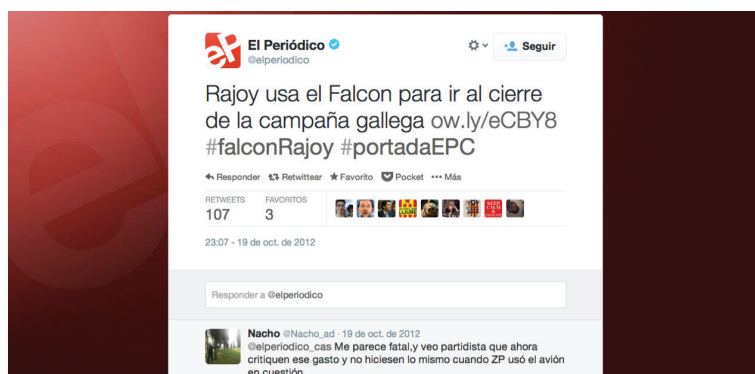 El Periódico
@elperiodico
Seguir
Rajoy usa el Falcon para ir al cierre
de la campaña gallega ow.ly/eCBY8
#falconRajoy #portadaEPC
Responder Retwittear Favorito Pocket ••• Más
RETWEETS FAVORITOS
107 3
23:07 - 19 de oct. de 2012
Responder a @elperiodico
Nacho @Nacho_ad · 19 de oct. de 2012
@elperiodico_cas Me parece fatal,y veo partidista que ahora
critiquen ese gasto y no hiciesen lo mismo cuando ZP usó el avión
en cuestión